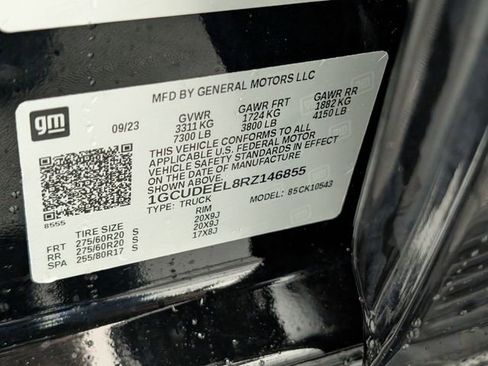 MFD BY GENERAL MOTORS LLC
gm
09/23
GVWR GAWR FRT GAWR RR
3311 KG 1724 KG 1882 KG
7300 LB 3800 LB 4150 LB
THIS VEHICLE CONFORMS TO ALL
APPLICABLE U.S. FEDERAL MOTOR
VEHICLE SAFETY STANDARDS IN EFFECT
ON THE DATE OF MANUFACTURE
SHOWN ABOVE.
1GCUDEEL8RZ146855
TYPE: TRUCK MODEL: 85CK10543
8555
TIRE SIZE RIM
FRT 275/60R20 S 20X9J
RR 275/60R20 S 20X9J
SPA 255/80R17 S 17X8J